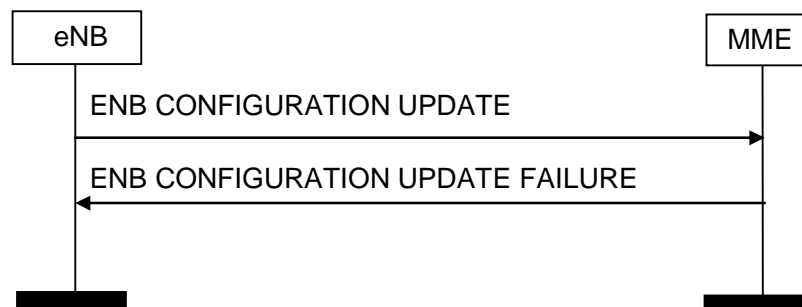 eNB
MME
ENB CONFIGURATION UPDATE
ENB CONFIGURATION UPDATE FAILURE